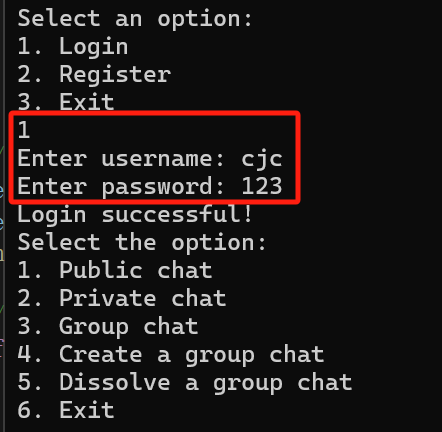 Select an option:
1. Login
2. Register
3. Exit
1
Enter username: cjc
Enter password: 123
Login successful!
Select the option:
1. Public chat
2. Private chat
3. Group chat
4. Create a group chat
5. Dissolve a group chat
6. Exit